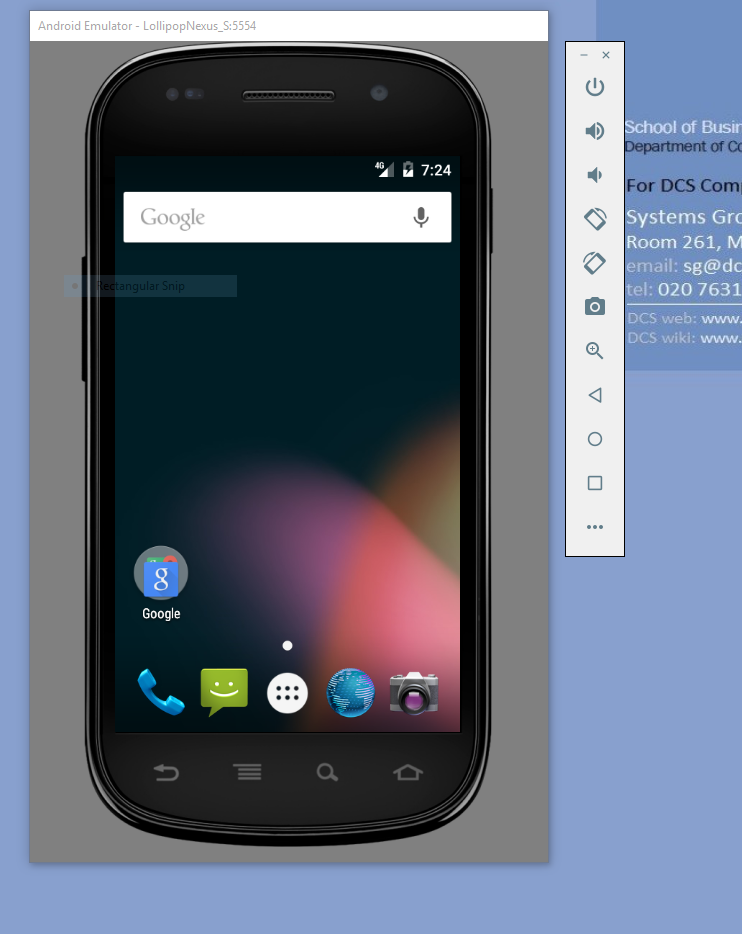 Android Emulator - LollipopNexus_S:5554
4G 7:24
Google
Rectangular Snip
g
Google
School of Busin
Department of Co
For DCS Comp
Systems Gro
Room 261, M
email: sg@dc
tel: 020 7631
DCS web: www.
DCS wiki: www.